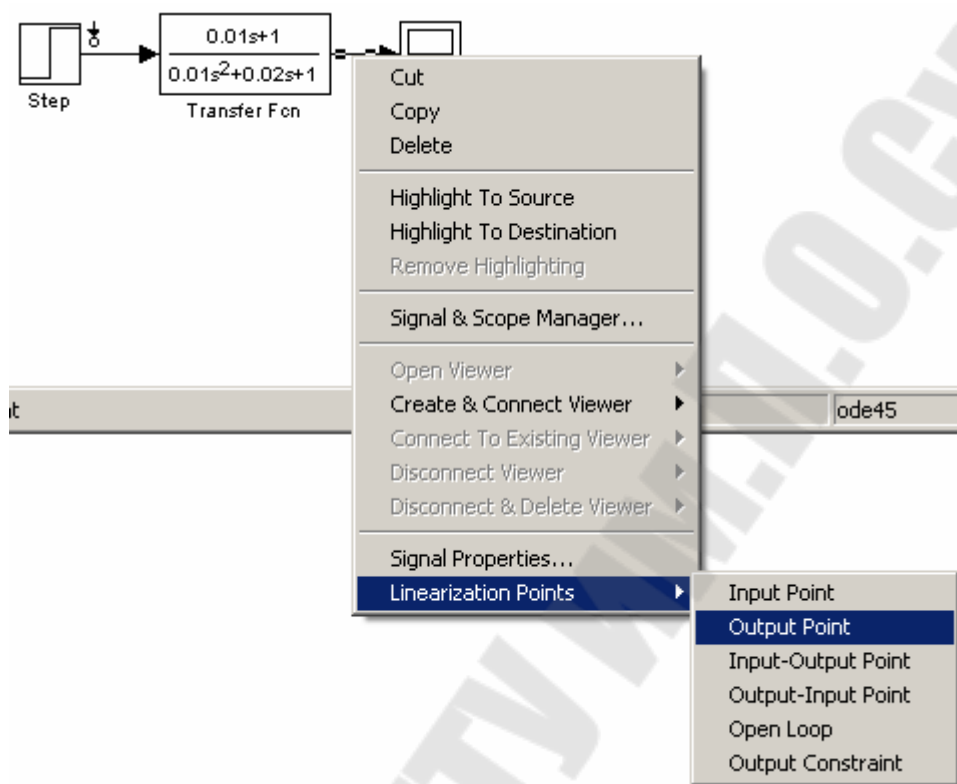 0.01s+1
0.01s²+0.02s+1
Step
Transfer Fcn
Cut
Copy
Delete
Highlight To Source
Highlight To Destination
Remove Highlighting
Signal & Scope Manager...
Open Viewer
Create & Connect Viewer
Connect To Existing Viewer
Disconnect Viewer
Disconnect & Delete Viewer
Signal Properties...
Linearization Points
ode45
Input Point
Output Point
Input-Output Point
Output-Input Point
Open Loop
Output Constraint
ТУ им. П.О.Су